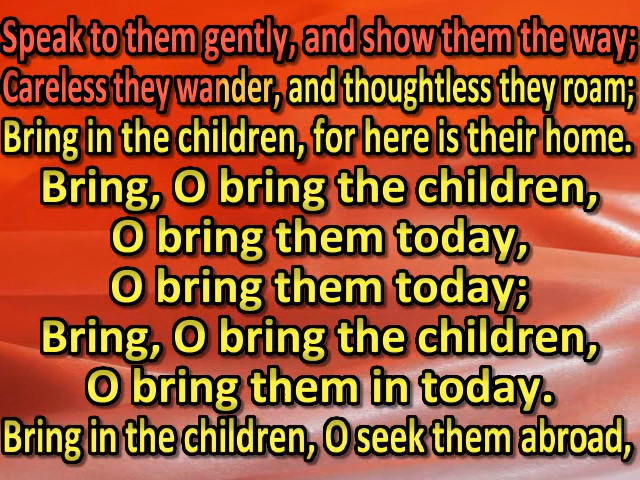 Speak to them gently, and show them the way;
Careless they wander, and thoughtless they roam;
Bring in the children, for here is their home.
Bring, O bring the children,
O bring them today,
O bring them today;
Bring, O bring the children,
O bring them in today.
Bring in the children, O seek them abroad,